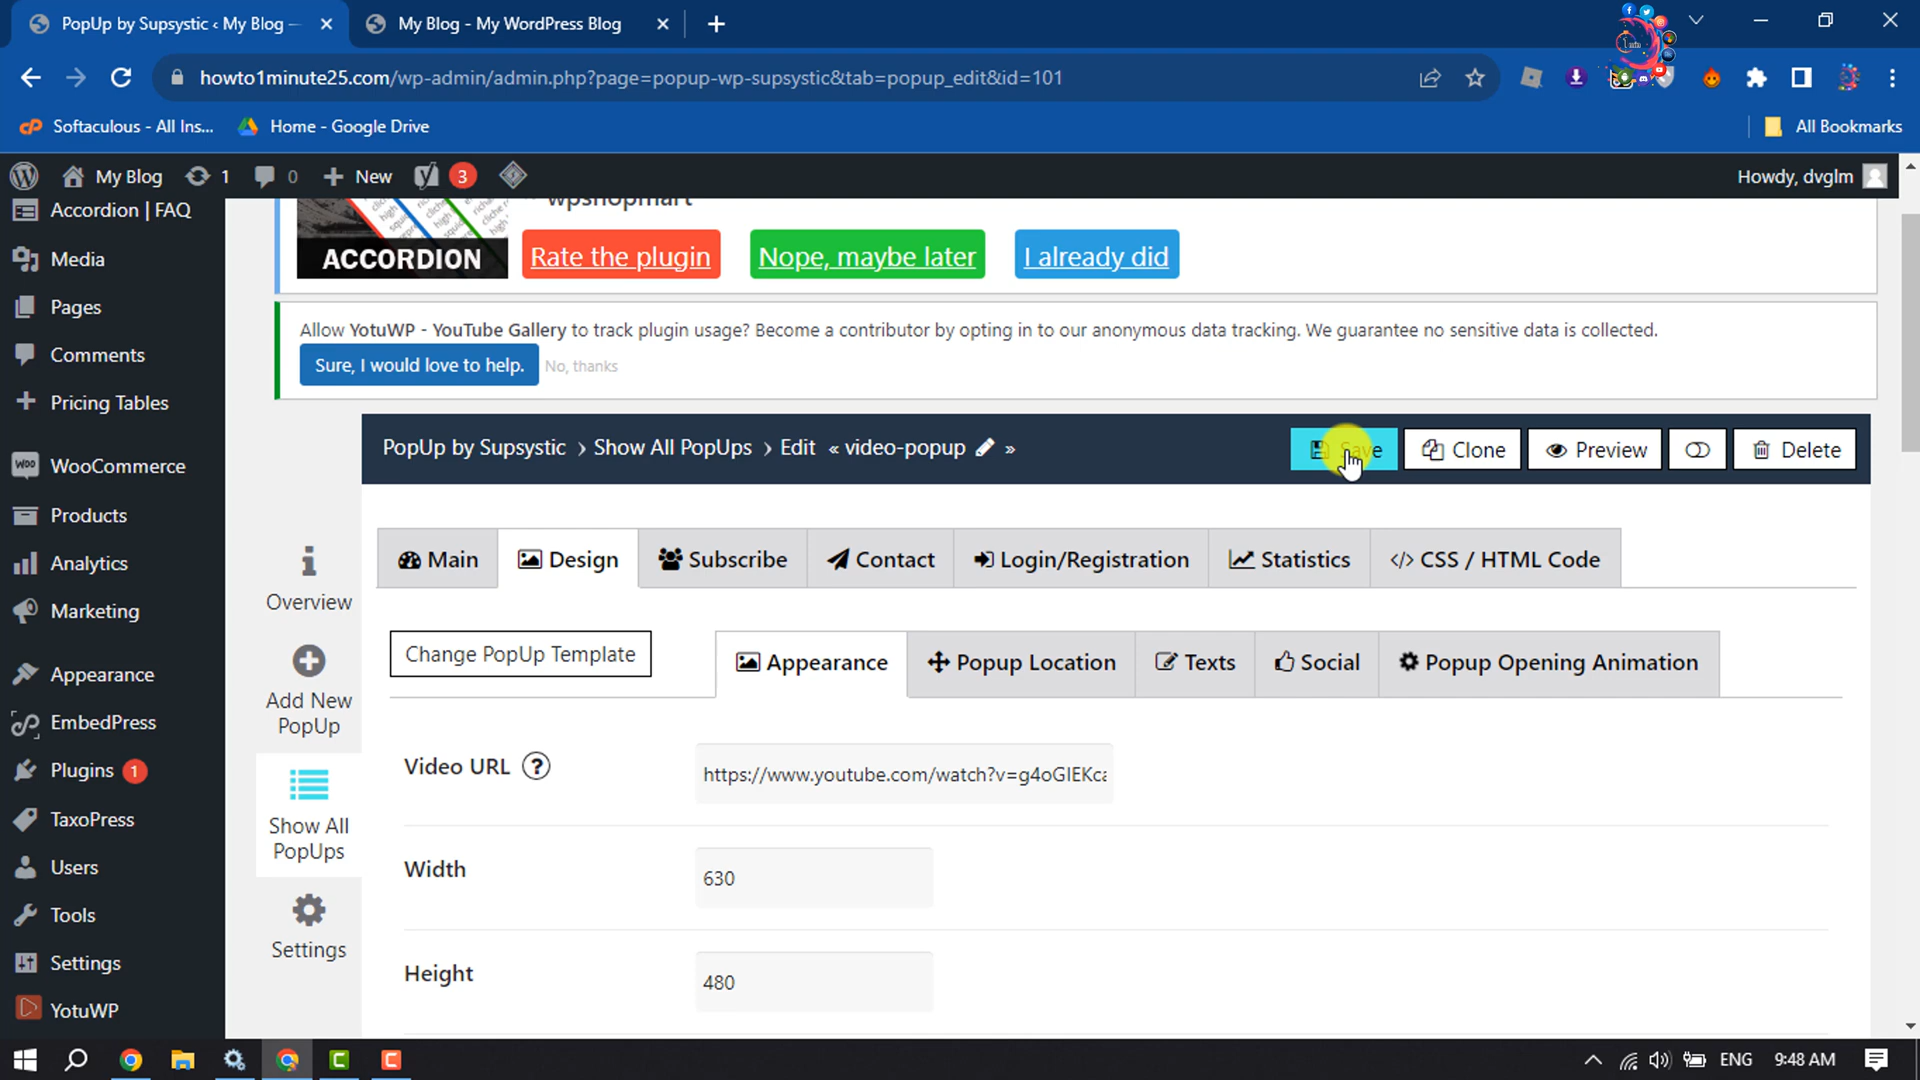 PopUp by Supsystic ‹ My Blog —
My Blog - My WordPress Blog
howto1minute25.com/wp-admin/admin.php?page=popup-wp-supsystic&tab=popup_edit&id=101
Softaculous - All Ins...
Home - Google Drive
All Bookmarks
My Blog
1
0
New
3
Howdy, dvglm
Accordion | FAQ
Media
Pages
Comments
Pricing Tables
WooCommerce
Products
Analytics
Marketing
Appearance
EmbedPress
Plugins 1
TaxoPress
Users
Tools
Settings
YotuWP
wpshopmart
ACCORDION
Rate the plugin
Nope, maybe later
I already did
Allow YotuWP - YouTube Gallery to track plugin usage? Become a contributor by opting in to our anonymous data tracking. We guarantee no sensitive data is collected.
Sure, I would love to help.
No, thanks
PopUp by Supsystic › Show All PopUps › Edit « video-popup »
Save
Clone
Preview
Delete
Overview
Add New
PopUp
Show All
PopUps
Settings
Main
Design
Subscribe
Contact
Login/Registration
Statistics
</> CSS / HTML Code
Change PopUp Template
Appearance
Popup Location
Texts
Social
Popup Opening Animation
Video URL ?
https://www.youtube.com/watch?v=g4oGIEKca
Width
630
Height
480
ENG
9:48 AM